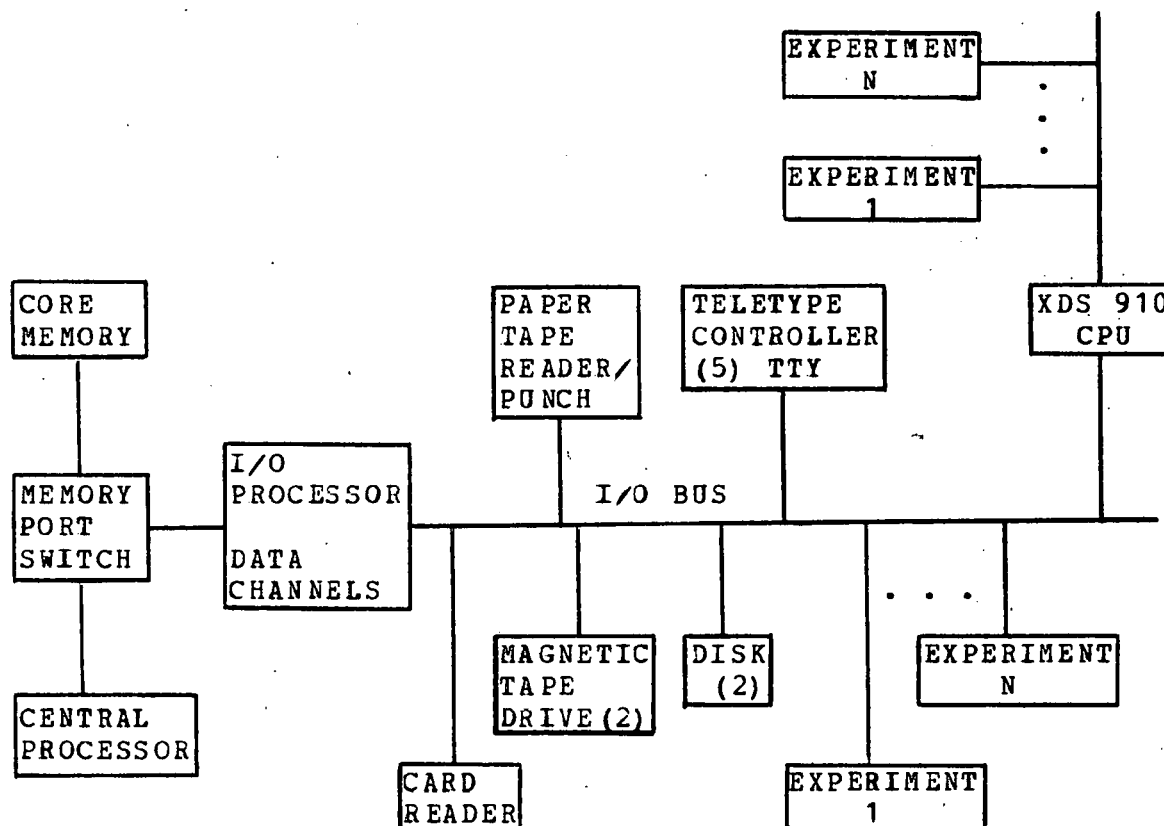 EXPERIMENT
N
EXPERIMENT
1
CORE
MEMORY
PAPER
TAPE
READER/
PUNCH
TELETYPE
CONTROLLER
(5) TTY
XDS 910
CPU
MEMORY
PORT
SWITCH
I/O
PROCESSOR
DATA
CHANNELS
I/O BUS
CENTRAL
PROCESSOR
MAGNETIC
TAPE
DRIVE(2)
DISK
(2)
EXPERIMENT
N
CARD
READER
EXPERIMENT
1